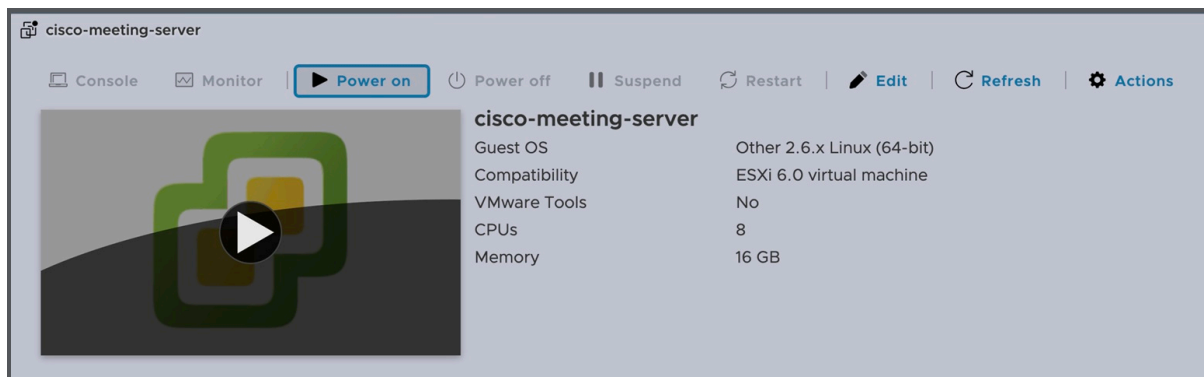 cisco-meeting-server
Console Monitor Power on Power off Suspend Restart Edit Refresh Actions
cisco-meeting-server
Guest OS Other 2.6.x Linux (64-bit)
Compatibility ESXi 6.0 virtual machine
VMware Tools No
CPUs 8
Memory 16 GB